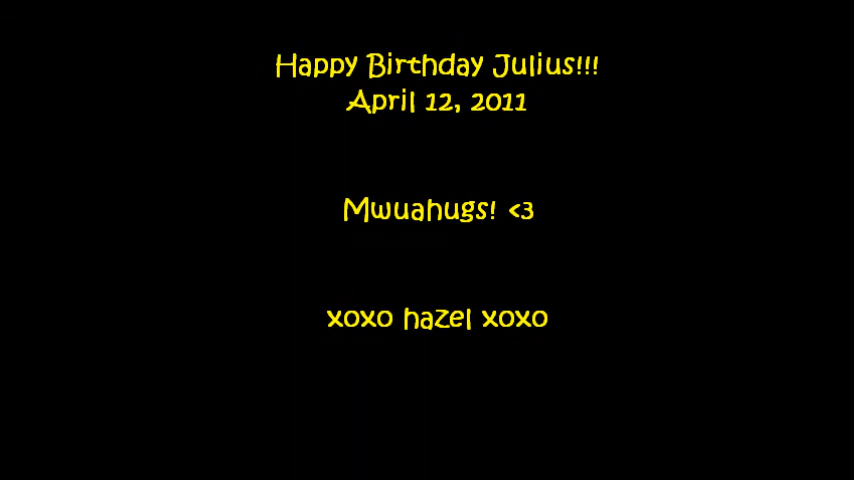 Happy Birthday Julius!!!
April 12, 2011
Mwuahugs! <3
xoxo hazel xoxo